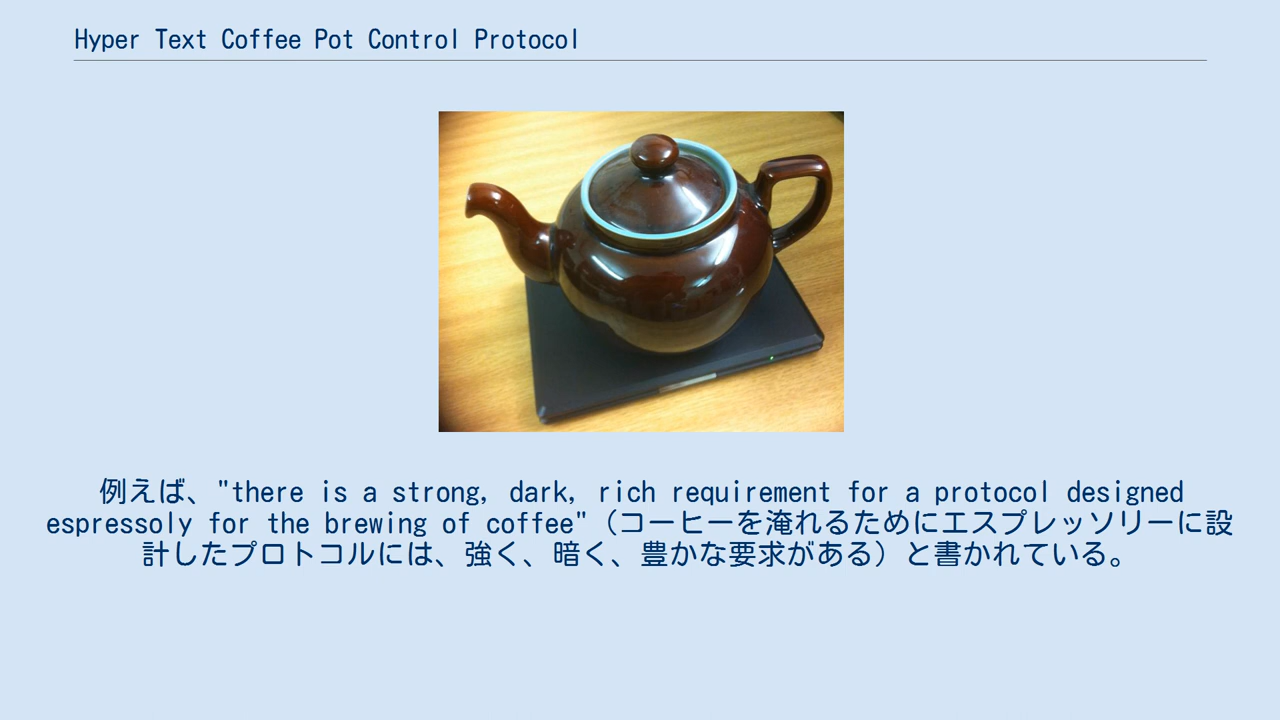 Hyper Text Coffee Pot Control Protocol
例えば、"there is a strong, dark, rich requirement for a protocol designed
espressoly for the brewing of coffee"（コーヒーを淹れるためにエスプレッソリーに設
計したプロトコルには、強く、暗く、豊かな要求がある）と書かれている。